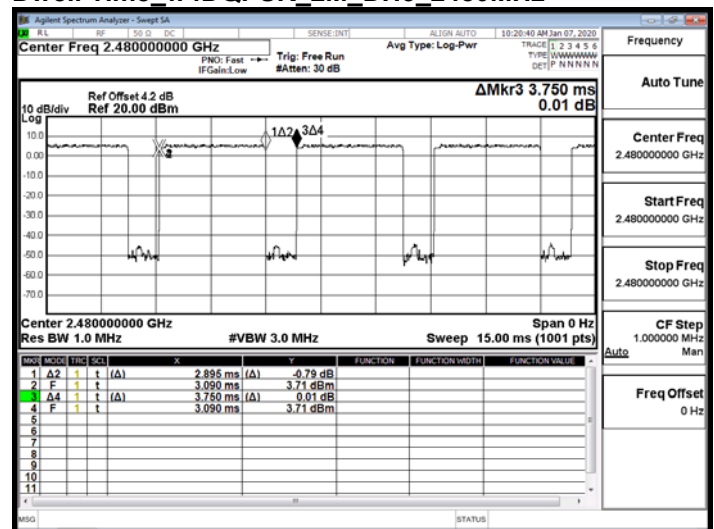 Agilent Spectrum Analyzer - Swept SA
RL RF 50 Ω DC SENSE:INT ALIGN AUTO 10:20:40 AM Jan 07, 2020
Center Freq 2.480000000 GHz
PNO: Fast
IFGain:Low
Trig: Free Run
#Atten: 30 dB
Avg Type: Log-Pwr
TRACE 1 2 3 4 5 6
TYPE WWWWWW
DET P N N N N N
Frequency
Auto Tune
Center Freq
2.480000000 GHz
Start Freq
2.480000000 GHz
Stop Freq
2.480000000 GHz
CF Step
1.000000 MHz
Auto Man
Freq Offset
0 Hz
ΔMkr3 3.750 ms
0.01 dB
Ref Offset 4.2 dB
10 dB/div Ref 20.00 dBm
Log
10.0
0.00
-10.0
-20.0
-30.0
-40.0
-50.0
-60.0
-70.0
1Δ2 3Δ4
Center 2.480000000 GHz Span 0 Hz
Res BW 1.0 MHz #VBW 3.0 MHz Sweep 15.00 ms (1001 pts)
MKR MODE TRC SCL X Y FUNCTION FUNCTION WIDTH FUNCTION VALUE
1 Δ2 1 t (Δ) 2.895 ms (Δ) -0.79 dB
2 F 1 t 3.090 ms 3.71 dBm
3 Δ4 1 t (Δ) 3.750 ms (Δ) 0.01 dB
4 F 1 t 3.090 ms 3.71 dBm
5
6
7
8
9
10
11
MSG STATUS